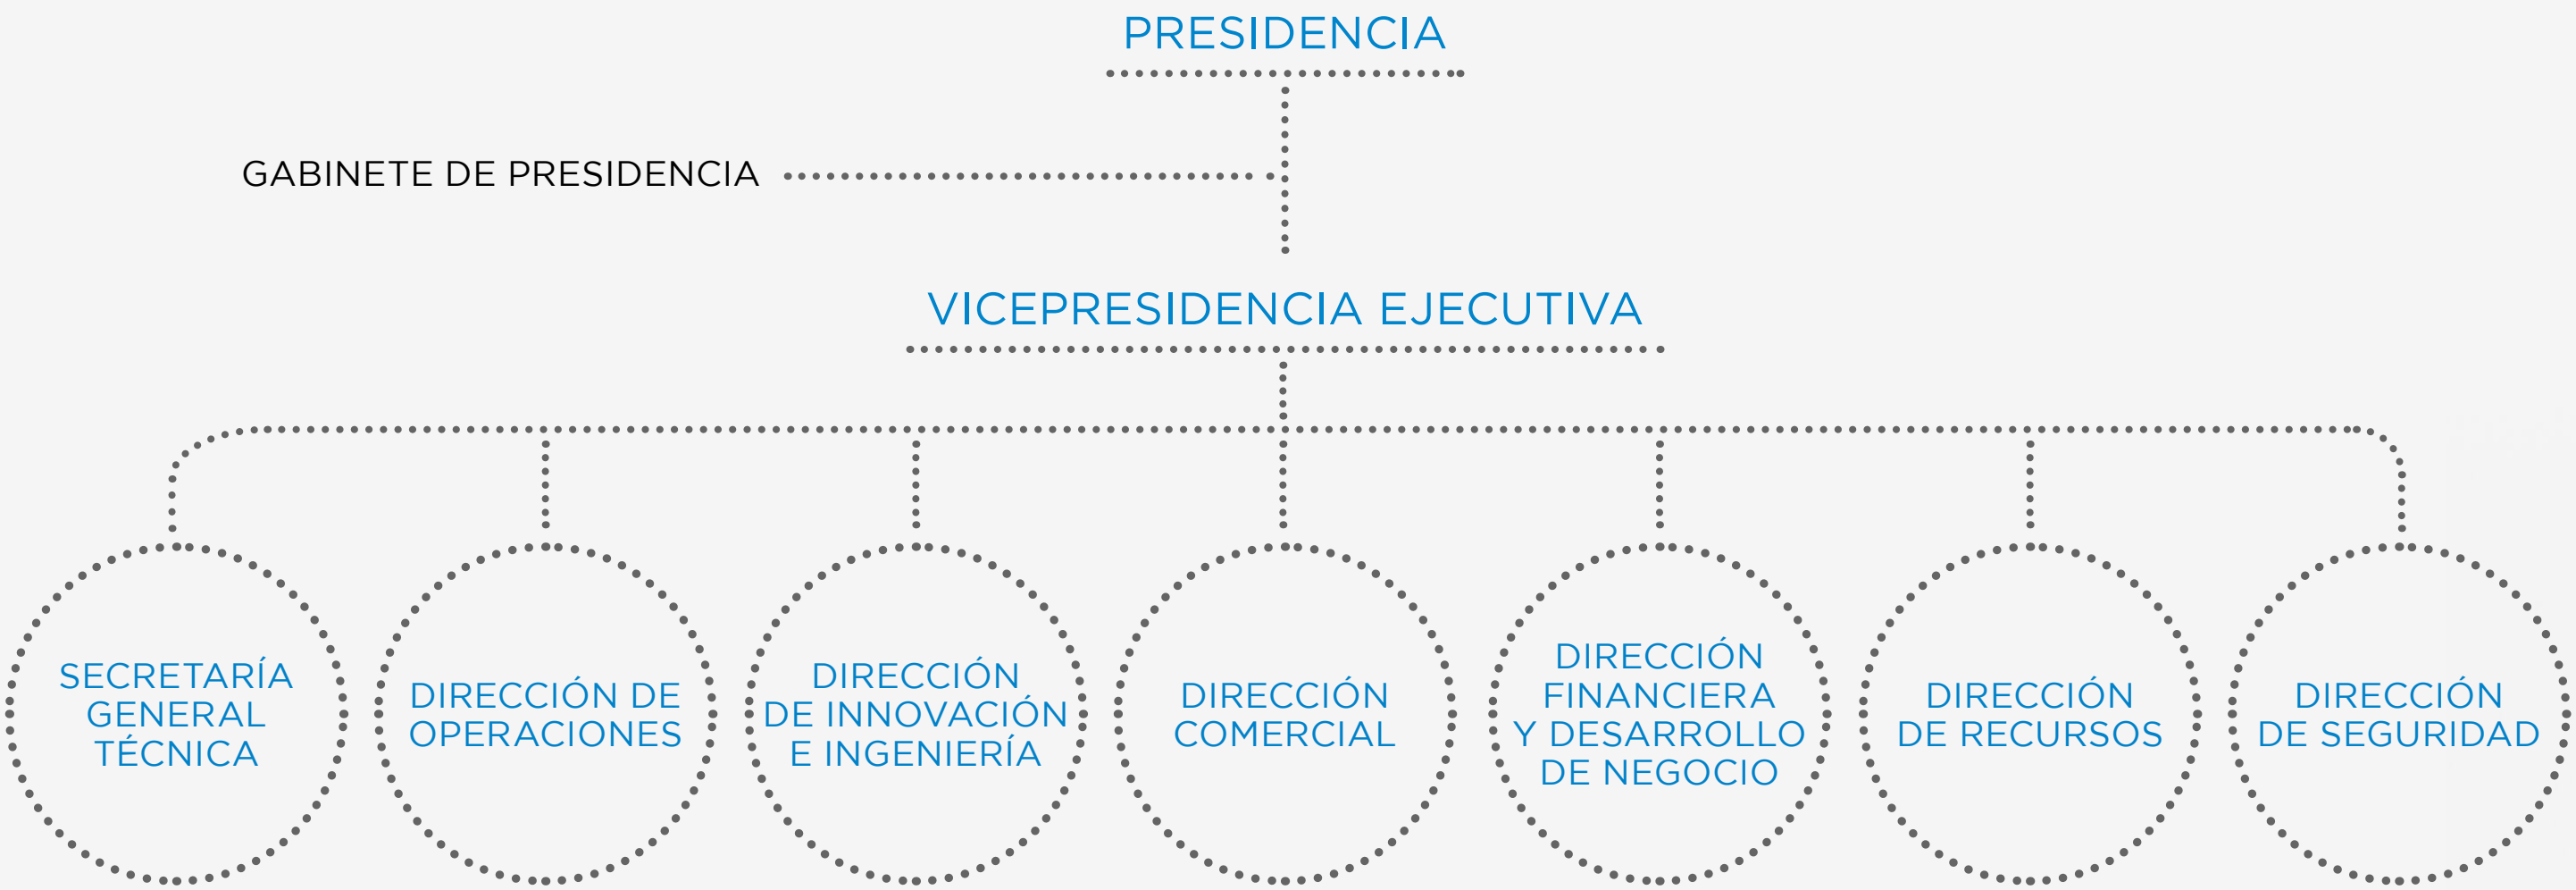 PRESIDENCIA
GABINETE DE PRESIDENCIA
VICEPRESIDENCIA EJECUTIVA
SECRETARÍA
GENERAL
TÉCNICA
DIRECCIÓN DE
OPERACIONES
DIRECCIÓN
DE INNOVACIÓN
E INGENIERÍA
DIRECCIÓN
COMERCIAL
DIRECCIÓN
FINANCIERA
Y DESARROLLO
DE NEGOCIO
DIRECCIÓN
DE RECURSOS
DIRECCIÓN
DE SEGURIDAD